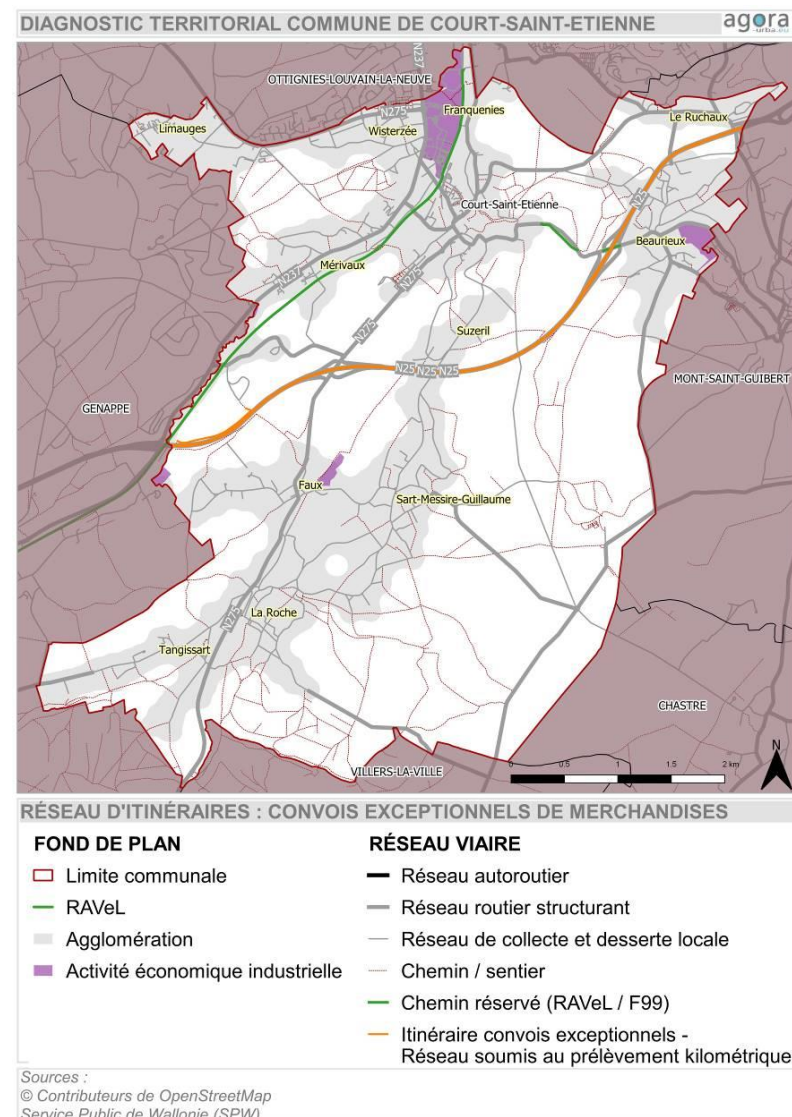 DIAGNOSTIC TERRITORIAL COMMUNE DE COURT-SAINT-ETIENNE
agora
-urba.eu
OTTIGNIES-LOUVAIN-LA-NEUVE
N237
N275
Franquenies
Le Ruchaux
Limauges
Wisterzée
Court-Saint-Etienne
N25
Beaurieux
Mérivaux
N237
N275
Suzeril
N275
N25 N25 N25
MONT-SAINT-GUIBERT
GENAPPE
Faux
Sart-Messire-Guillaume
La Roche
N275
Tangissart
CHASTRE
VILLERS-LA-VILLE
0 0.5 1 1.5 2 km
N
RÉSEAU D'ITINÉRAIRES : CONVOIS EXCEPTIONNELS DE MERCHANDISES
FOND DE PLAN
Limite communale
RAVeL
Agglomération
Activité économique industrielle
RÉSEAU VIAIRE
Réseau autoroutier
Réseau routier structurant
Réseau de collecte et desserte locale
Chemin / sentier
Chemin réservé (RAVeL / F99)
Itinéraire convois exceptionnels -
Réseau soumis au prélèvement kilométrique
Sources :
© Contributeurs de OpenStreetMap
Service Public de Wallonie (SPW)